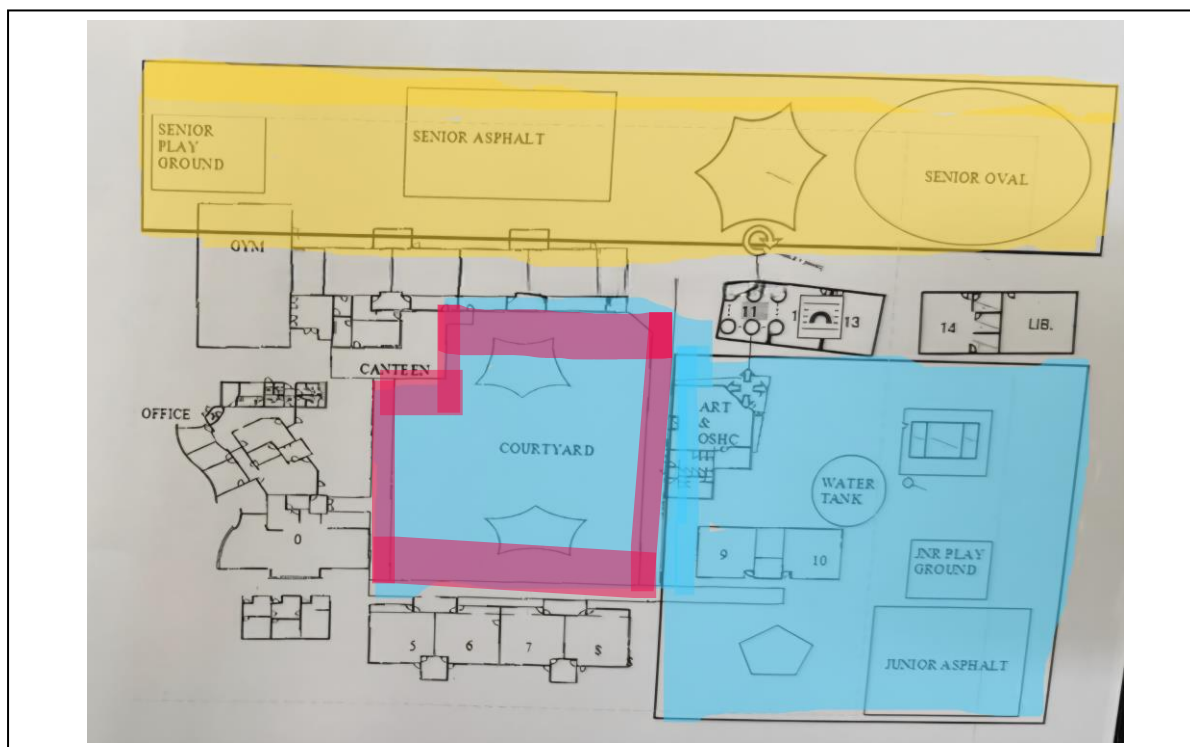 SENIOR
PLAY
GROUND
SENIOR ASPHALT
SENIOR OVAL
GYM
11
1
13
14
LIB.
CANTEEN
OFFICE
ART
&
OSHC
COURTYARD
WATER
TANK
0
9
10
JNR PLAY
GROUND
5
6
7
S
S
JUNIOR ASPHALT